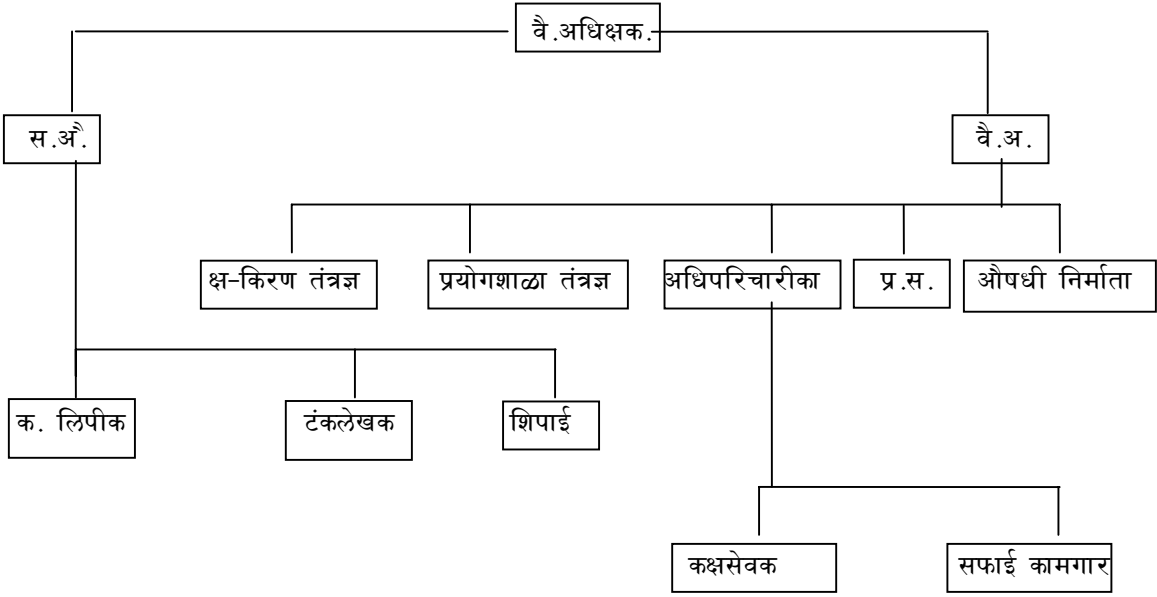 वै.अधिक्षक.
स.अै.
वै.अ.
क्ष-किरण तंत्रज्ञ
प्रयोगशाळा तंत्रज्ञ
अधिपरिचारीका
प्र.स.
औषधी निर्माता
क. लिपीक
टंकलेखक
शिपाई
कक्षसेवक
सफाई कामगार